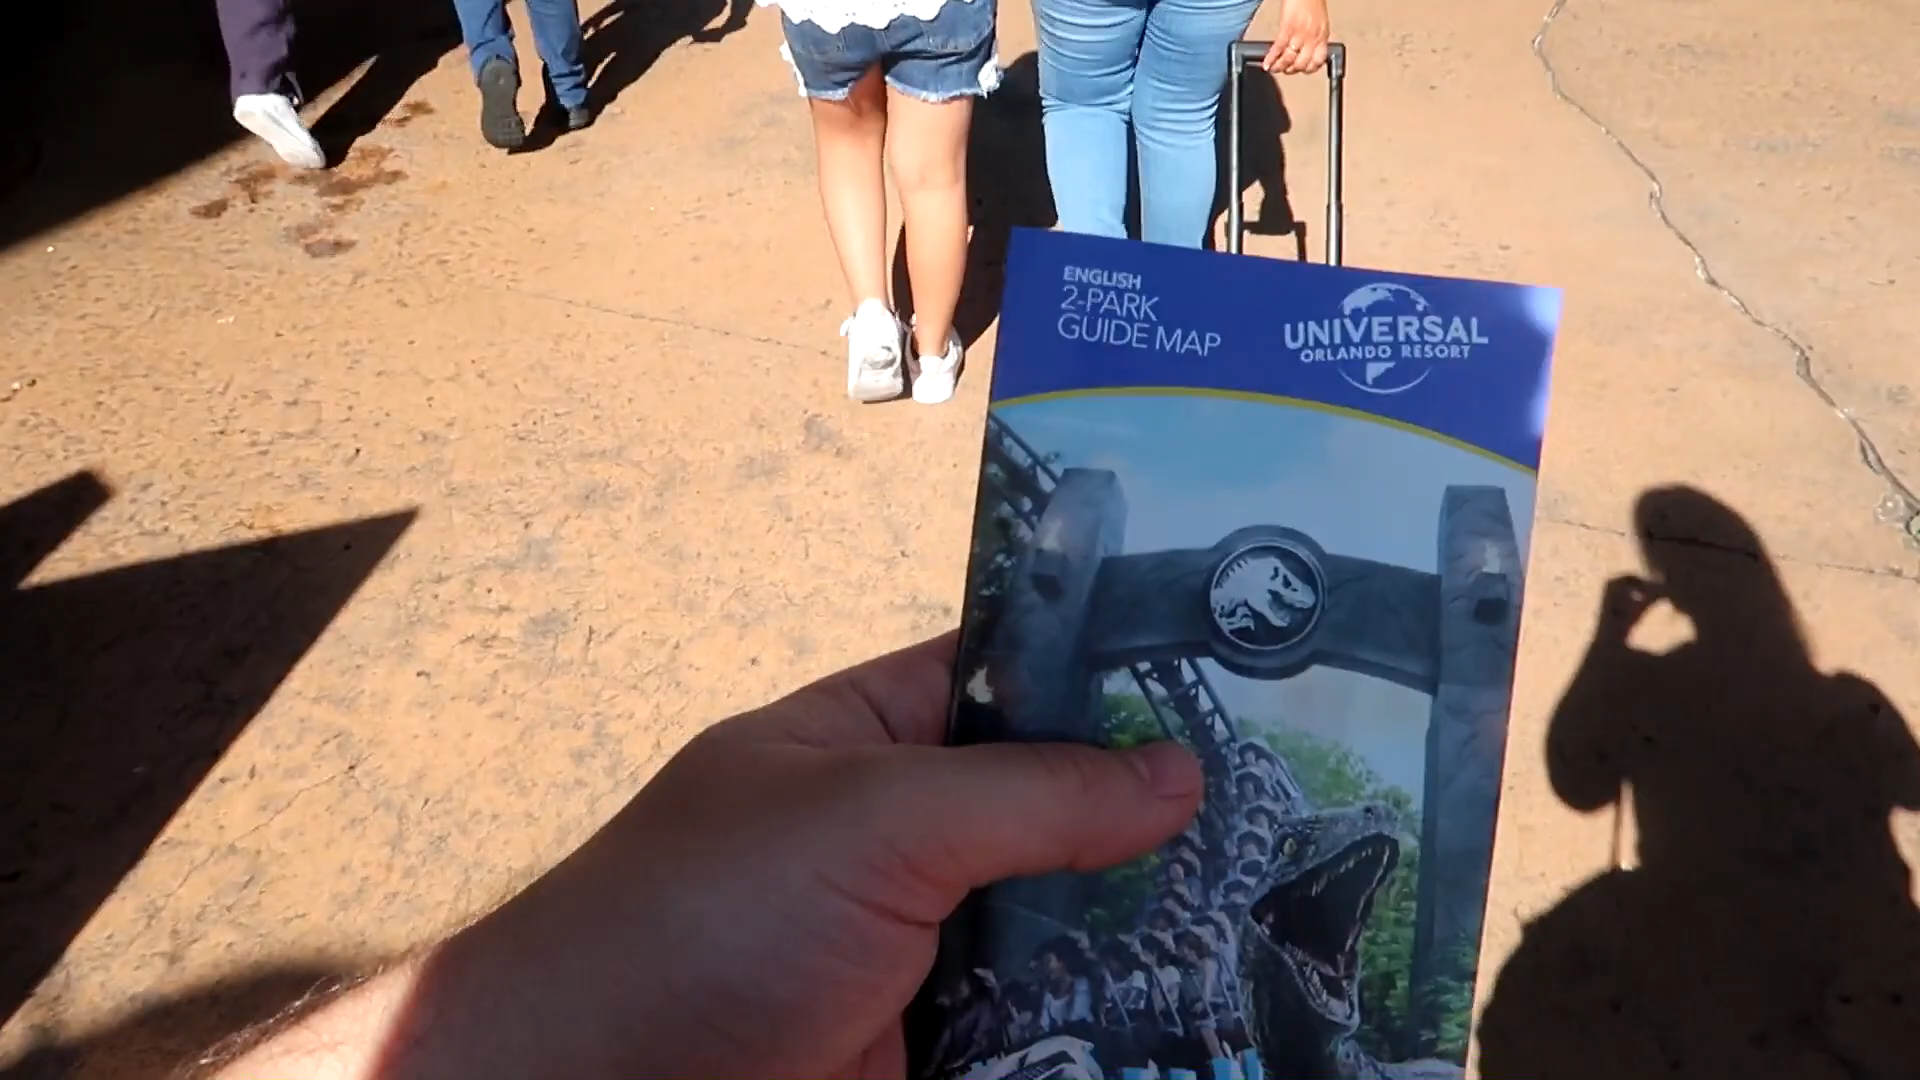 ENGLISH
2-PARK
GUIDE MAP
UNIVERSAL
ORLANDO RESORT